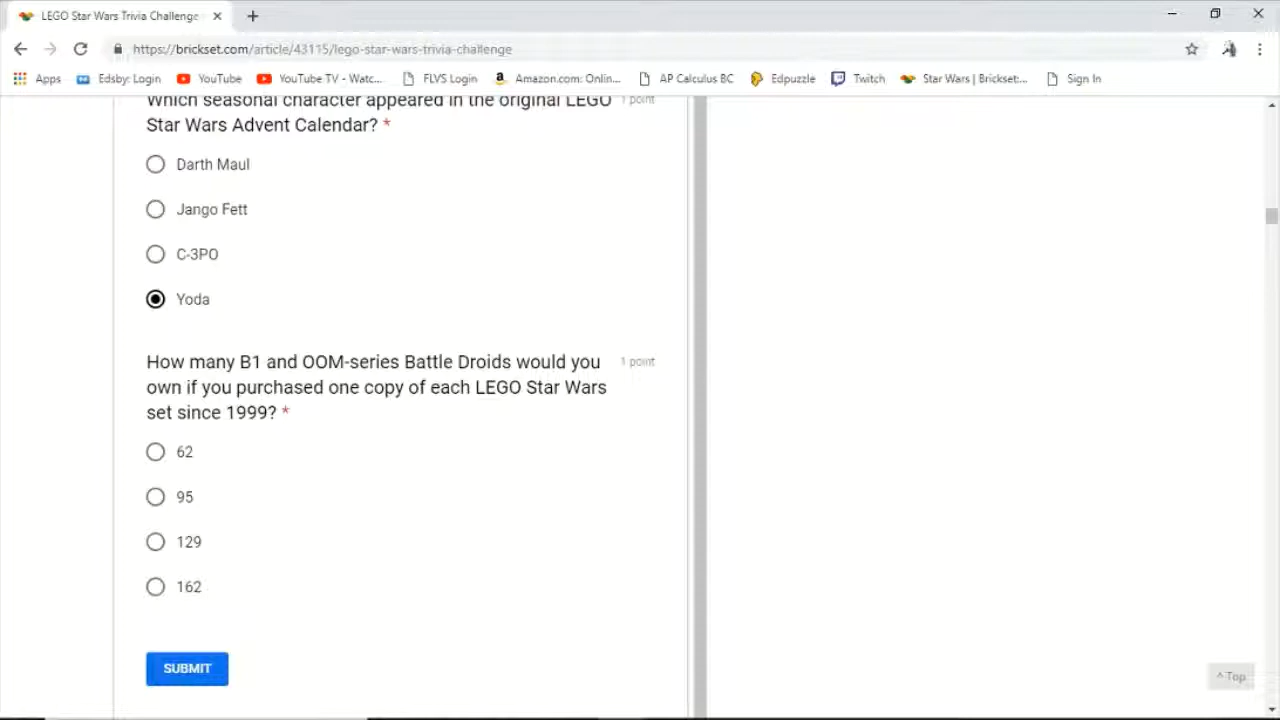 LEGO Star Wars Trivia Challenge
https://brickset.com/article/43115/lego-star-wars-trivia-challenge
Apps Edsby: Login YouTube YouTube TV - Watc... FLVS Login Amazon.com: Onlin... AP Calculus BC Edpuzzle Twitch Star Wars | Brickset:... Sign In
Which seasonal character appeared in the original LEGO 1 point
Star Wars Advent Calendar? *
Darth Maul
Jango Fett
C-3PO
Yoda
How many B1 and OOM-series Battle Droids would you 1 point
own if you purchased one copy of each LEGO Star Wars
set since 1999? *
62
95
129
162
SUBMIT
^ Top